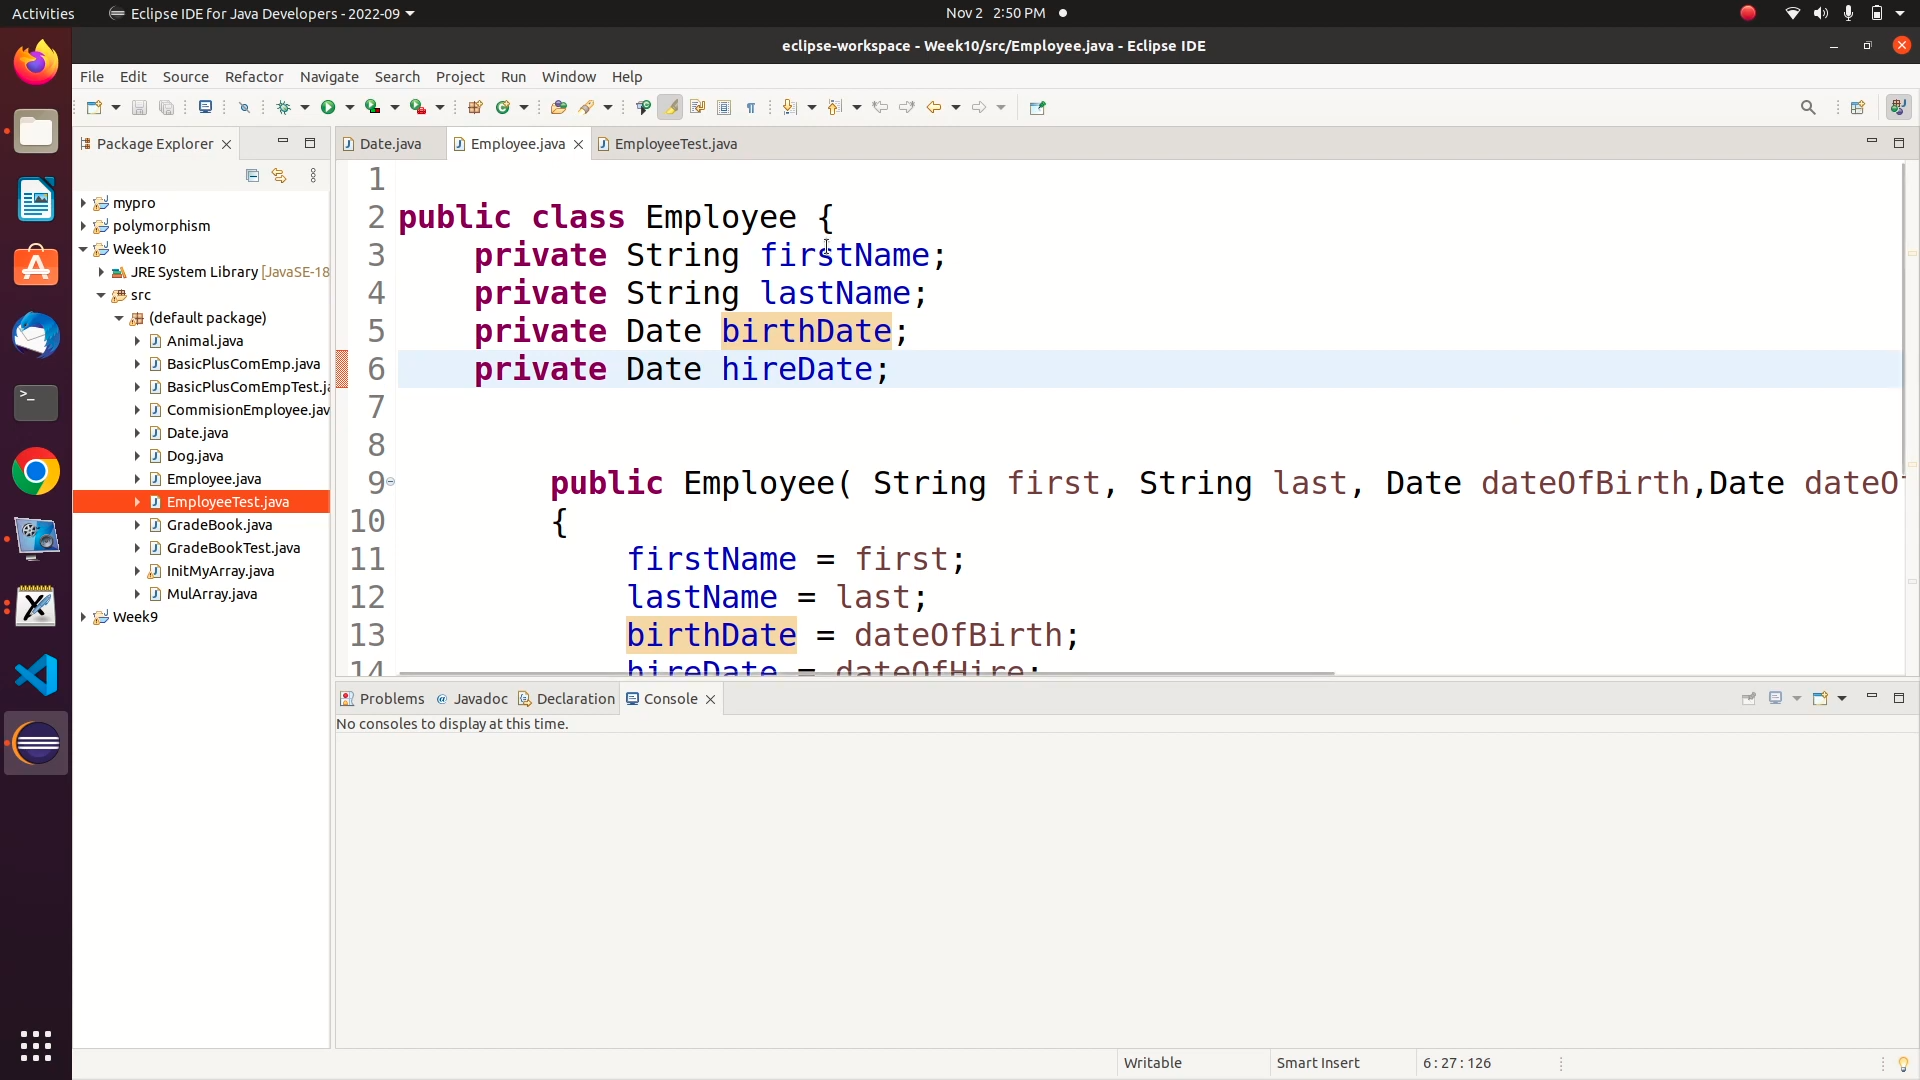 Activities
Eclipse IDE for Java Developers - 2022-09
Nov 2 2:50 PM
eclipse-workspace - Week10/src/Employee.java - Eclipse IDE
File Edit Source Refactor Navigate Search Project Run Window Help
Package Explorer
Date.java
Employee.java
EmployeeTest.java
mypro
polymorphism
Week10
JRE System Library [JavaSE-18
src
(default package)
Animal.java
BasicPlusComEmp.java
BasicPlusComEmpTest.ja
CommisionEmployee.jav
Date.java
Dog.java
Employee.java
EmployeeTest.java
GradeBook.java
GradeBookTest.java
InitMyArray.java
MulArray.java
Week9
1
2 public class Employee {
3 private String firstName;
4 private String lastName;
5 private Date birthDate;
6 private Date hireDate;
7
8
9 public Employee( String first, String last, Date dateOfBirth,Date dateOf
10 {
11 firstName = first;
12 lastName = last;
13 birthDate = dateOfBirth;
14 hireDate = dateOfHire;
Problems @ Javadoc Declaration Console
No consoles to display at this time.
Writable
Smart Insert
6 : 27 : 126